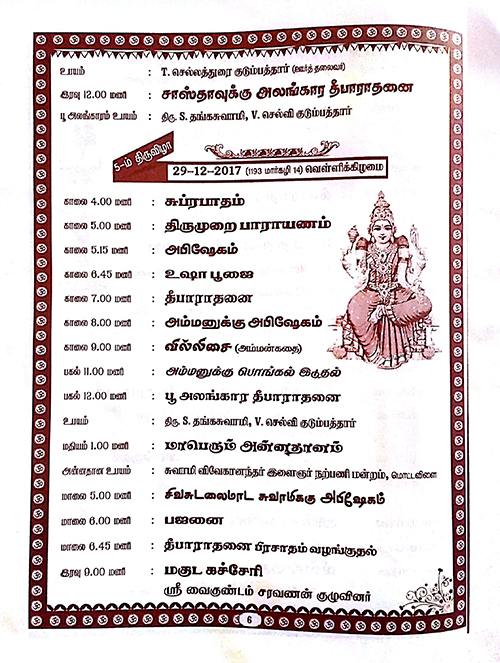 உபயம் : T. செல்லத்துரை குடும்பத்தார் (ஊர்த் தலைவர்)
இரவு 12.00 மணி : சாஸ்தாவுக்கு அலங்கார தீபாராதனை
பூ அலங்காரம் உபயம் : திரு. S. தங்கசுவாமி, V. செல்வி குடும்பத்தார்
5-ம் திருவிழா
29-12-2017 (1193 மார்கழி 14) வெள்ளிக்கிழமை
காலை 4.00 மணி : சுப்ரபாதம்
காலை 5.00 மணி : திருமுறை பாராயணம்
காலை 5.15 மணி : அபிஷேகம்
காலை 6.45 மணி : உஷா பூஜை
காலை 7.00 மணி : தீபாராதனை
காலை 8.00 மணி : அம்மனுக்கு அபிஷேகம்
காலை 9.00 மணி : வில்லிசை (அம்மன்கதை)
பகல் 11.00 மணி : அம்மனுக்கு பொங்கல் இடுதல்
பகல் 12.00 மணி : பூ அலங்கார தீபாராதனை
உபயம் : திரு. S. தங்கசுவாமி, V. செல்வி குடும்பத்தார்
மதியம் 1.00 மணி : மாபெரும் அன்னதானம்
அன்னதான உபயம் : சுவாமி விவேகானந்தர் இளைஞர் நற்பணி மன்றம், மொட்டவிளை
மாலை 5.00 மணி : சிவசுடலைமாட சுவாமிக்கு அபிஷேகம்
மாலை 6.00 மணி : பஜனை
மாலை 6.45 மணி : தீபாராதனை பிரசாதம் வழங்குதல்
இரவு 9.00 மணி : மகுட கச்சேரி
ஸ்ரீ வைகுண்டம் சரவணன் குழுவினர்
6